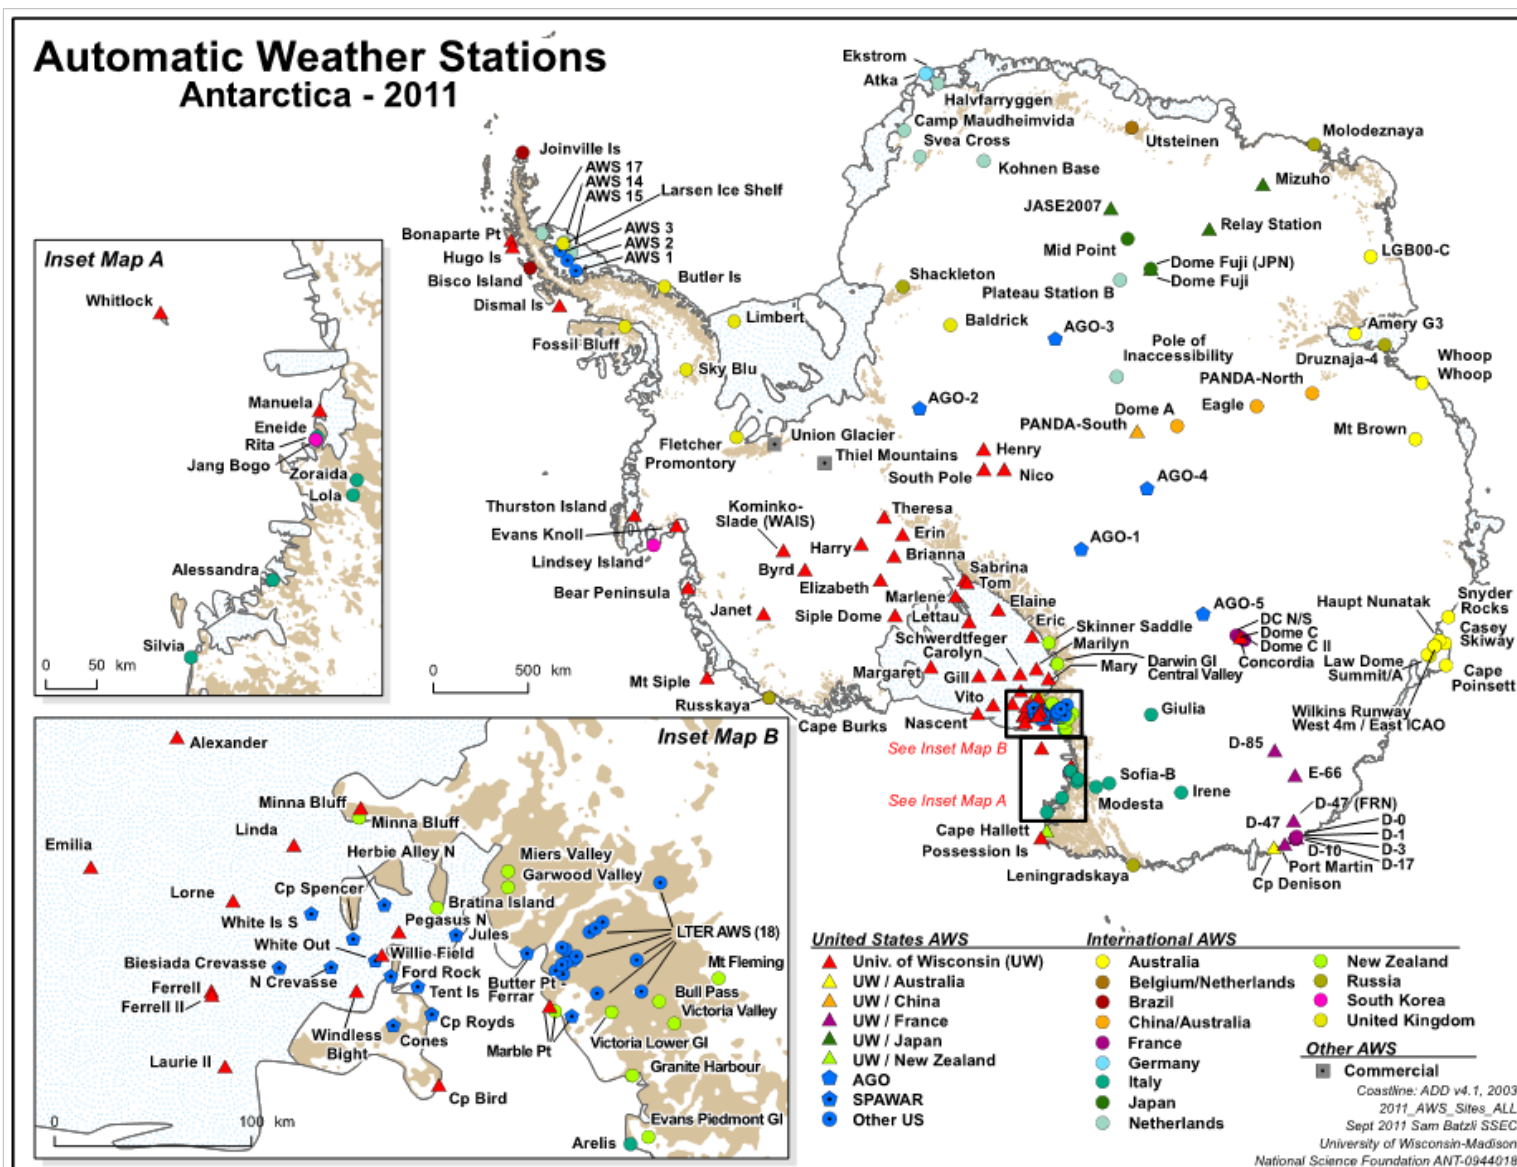 Automatic Weather Stations
Antarctica - 2011
Ekstrom
Atka
Halvfarryggen
Camp Maudheimvida
Svea Cross
Kohnen Base
Utsteinen
Molodeznaya
Mizuho
JASE2007
Relay Station
Mid Point
Dome Fuji (JPN)
Dome Fuji
LGB00-C
Plateau Station B
Shackleton
Baldrick
AGO-3
Amery G3
Druznaja-4
Whoop
Whoop
Pole of
Inaccessibility
PANDA-North
Eagle
Dome A
PANDA-South
Mt Brown
AGO-2
Joinville Is
AWS 17
AWS 14
AWS 15
Larsen Ice Shelf
AWS 3
AWS 2
AWS 1
Bonaparte Pt
Hugo Is
Bisco Island
Dismal Is
Butler Is
Limbert
Fossil Bluff
Sky Blu
Fletcher
Promontory
Union Glacier
Thiel Mountains
Henry
South Pole
Nico
AGO-4
AGO-1
AGO-5
Thurston Island
Evans Knoll
Lindsey Island
Bear Peninsula
Kominko-
Slade (WAIS)
Byrd
Harry
Theresa
Erin
Brianna
Elizabeth
Janet
Siple Dome
Sabrina
Tom
Marlene
Lettau
Elaine
Eric
Schwerdtfeger
Carolyn
Skinner Saddle
Marilyn
Margaret
Gill
Mary
Darwin Gl
Central Valley
Vito
Nascent
Mt Siple
Russkaya
Cape Burks
See Inset Map B
See Inset Map A
DC N/S
Dome C
Dome C II
Concordia
Haupt Nunatak
Snyder
Rocks
Casey
Skiway
Law Dome
Summit/A
Cape
Poinsett
Wilkins Runway
West 4m / East ICAO
Giulia
D-85
E-66
Sofia-B
Modesta
Irene
D-47 (FRN)
D-47
D-0
D-1
D-3
D-10
D-17
Port Martin
Cp Denison
Cape Hallett
Possession Is
Leningradskaya
0 500 km
Inset Map A
Whitlock
Manuela
Eneide
Rita
Jang Bogo
Zoraida
Lola
Alessandra
Silvia
0 50 km
Inset Map B
Alexander
Minna Bluff
Minna Bluff
Linda
Emilia
Herbie Alley N
Miers Valley
Garwood Valley
Lorne
Cp Spencer
Bratina Island
White Is S
Pegasus N
Jules
LTER AWS (18)
White Out
Willie Field
Biesiada Crevasse
N Crevasse
Ford Rock
Tent Is
Butter Pt -
Ferrar
Mt Fleming
Ferrell
Ferrell II
Bull Pass
Victoria Valley
Windless
Bight
Cp Royds
Cones
Marble Pt
Victoria Lower Gl
Laurie II
Granite Harbour
Cp Bird
Evans Piedmont Gl
Arelis
0 100 km
United States AWS
Univ. of Wisconsin (UW)
UW / Australia
UW / China
UW / France
UW / Japan
UW / New Zealand
AGO
SPAWAR
Other US
International AWS
Australia
Belgium/Netherlands
Brazil
China/Australia
France
Germany
Italy
Japan
Netherlands
New Zealand
Russia
South Korea
United Kingdom
Other AWS
Commercial
Coastline: ADD v4.1, 2003
2011_AWS_Sites_ALL
Sept 2011 Sam Batzli SSEC
University of Wisconsin-Madison
National Science Foundation ANT-0944018